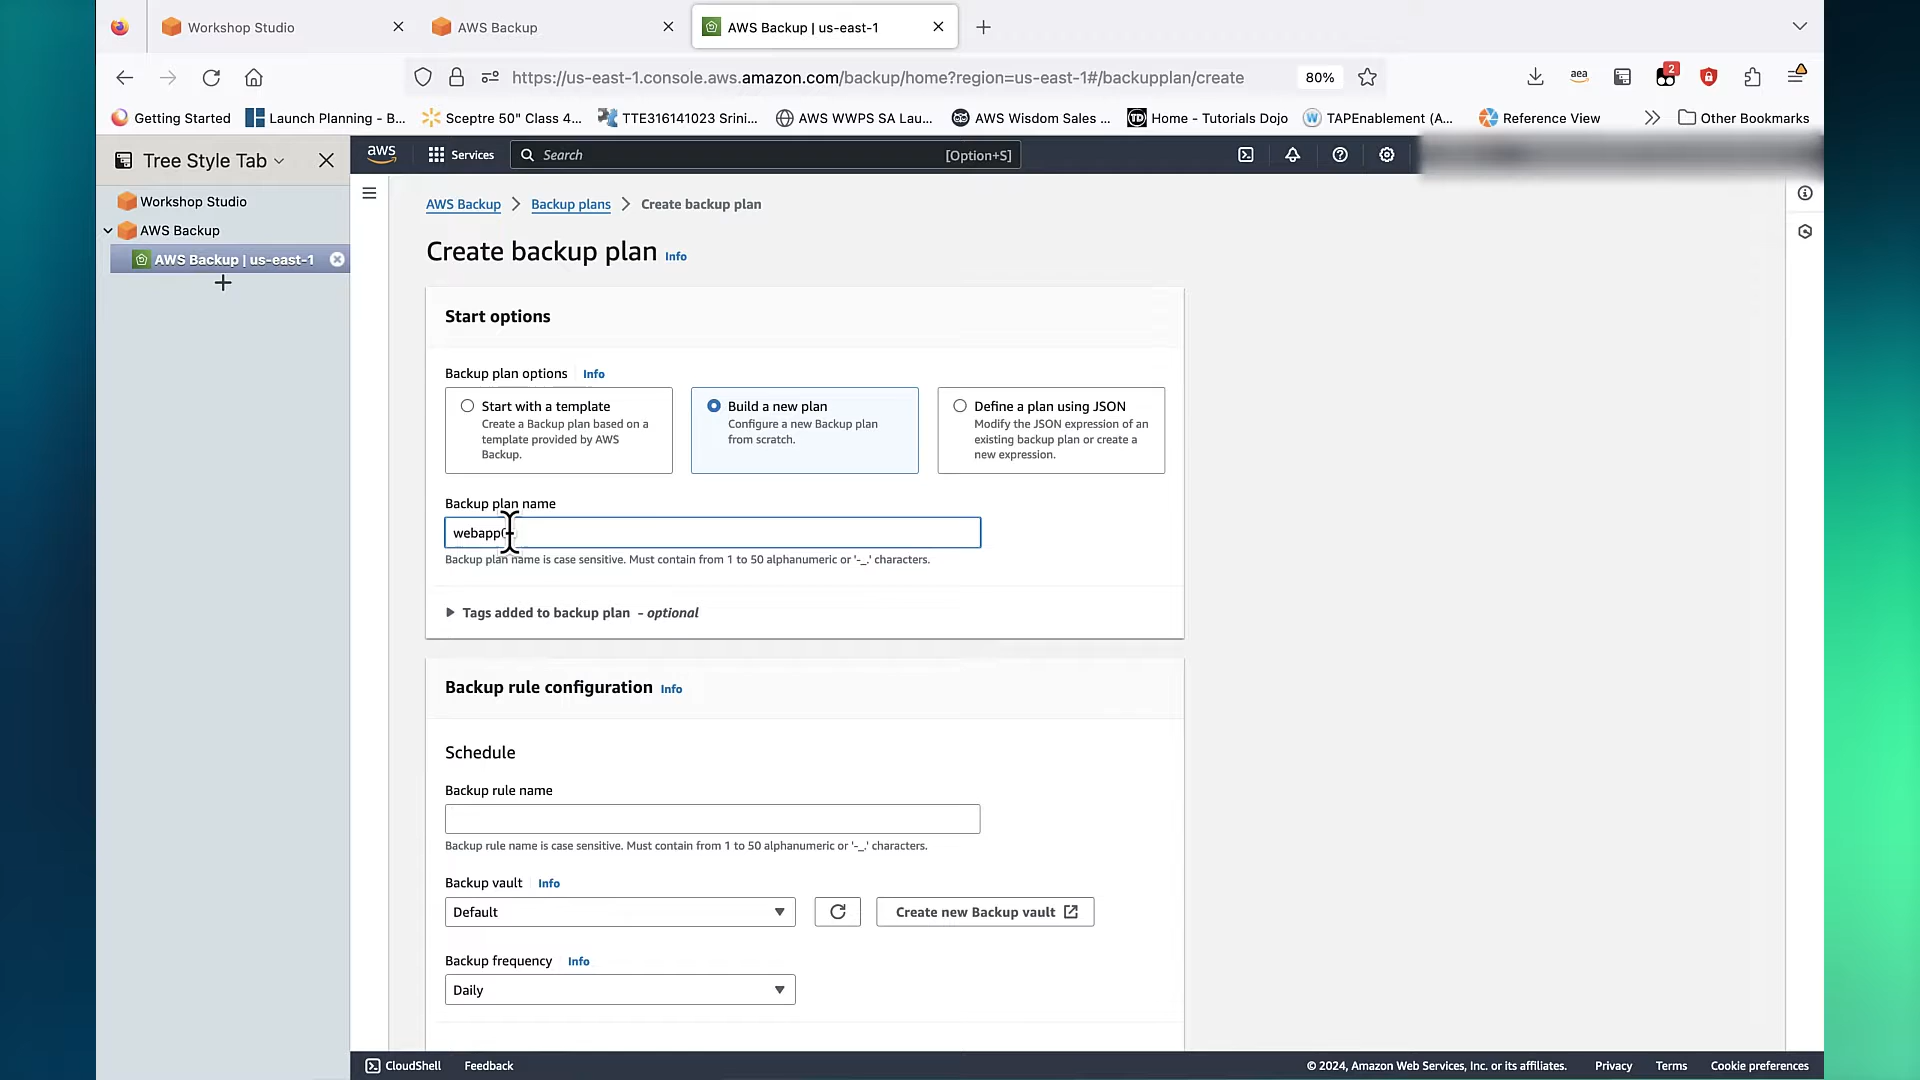 Workshop Studio
AWS Backup
AWS Backup | us-east-1
https://us-east-1.console.aws.amazon.com/backup/home?region=us-east-1#/backupplan/create
80%
aea
2
Getting Started
Launch Planning - B...
Sceptre 50" Class 4...
TTE316141023 Srini...
AWS WWPS SA Lau...
AWS Wisdom Sales ...
TD
Home - Tutorials Dojo
TAPEnablement (A...
Reference View
Other Bookmarks
Tree Style Tab
Workshop Studio
AWS Backup
AWS Backup | us-east-1
aws
Services
Search
[Option+S]
AWS Backup > Backup plans > Create backup plan
Create backup plan Info
Start options
Backup plan options Info
Start with a template
Create a Backup plan based on a
template provided by AWS
Backup.
Build a new plan
Configure a new Backup plan
from scratch.
Define a plan using JSON
Modify the JSON expression of an
existing backup plan or create a
new expression.
Backup plan name
Backup plan name is case sensitive. Must contain from 1 to 50 alphanumeric or '-_.' characters.
Tags added to backup plan - optional
Backup rule configuration Info
Schedule
Backup rule name
Backup rule name is case sensitive. Must contain from 1 to 50 alphanumeric or '-_.' characters.
Backup vault Info
Default
Create new Backup vault
Backup frequency Info
Daily
CloudShell
Feedback
© 2024, Amazon Web Services, Inc. or its affiliates.
Privacy
Terms
Cookie preferences